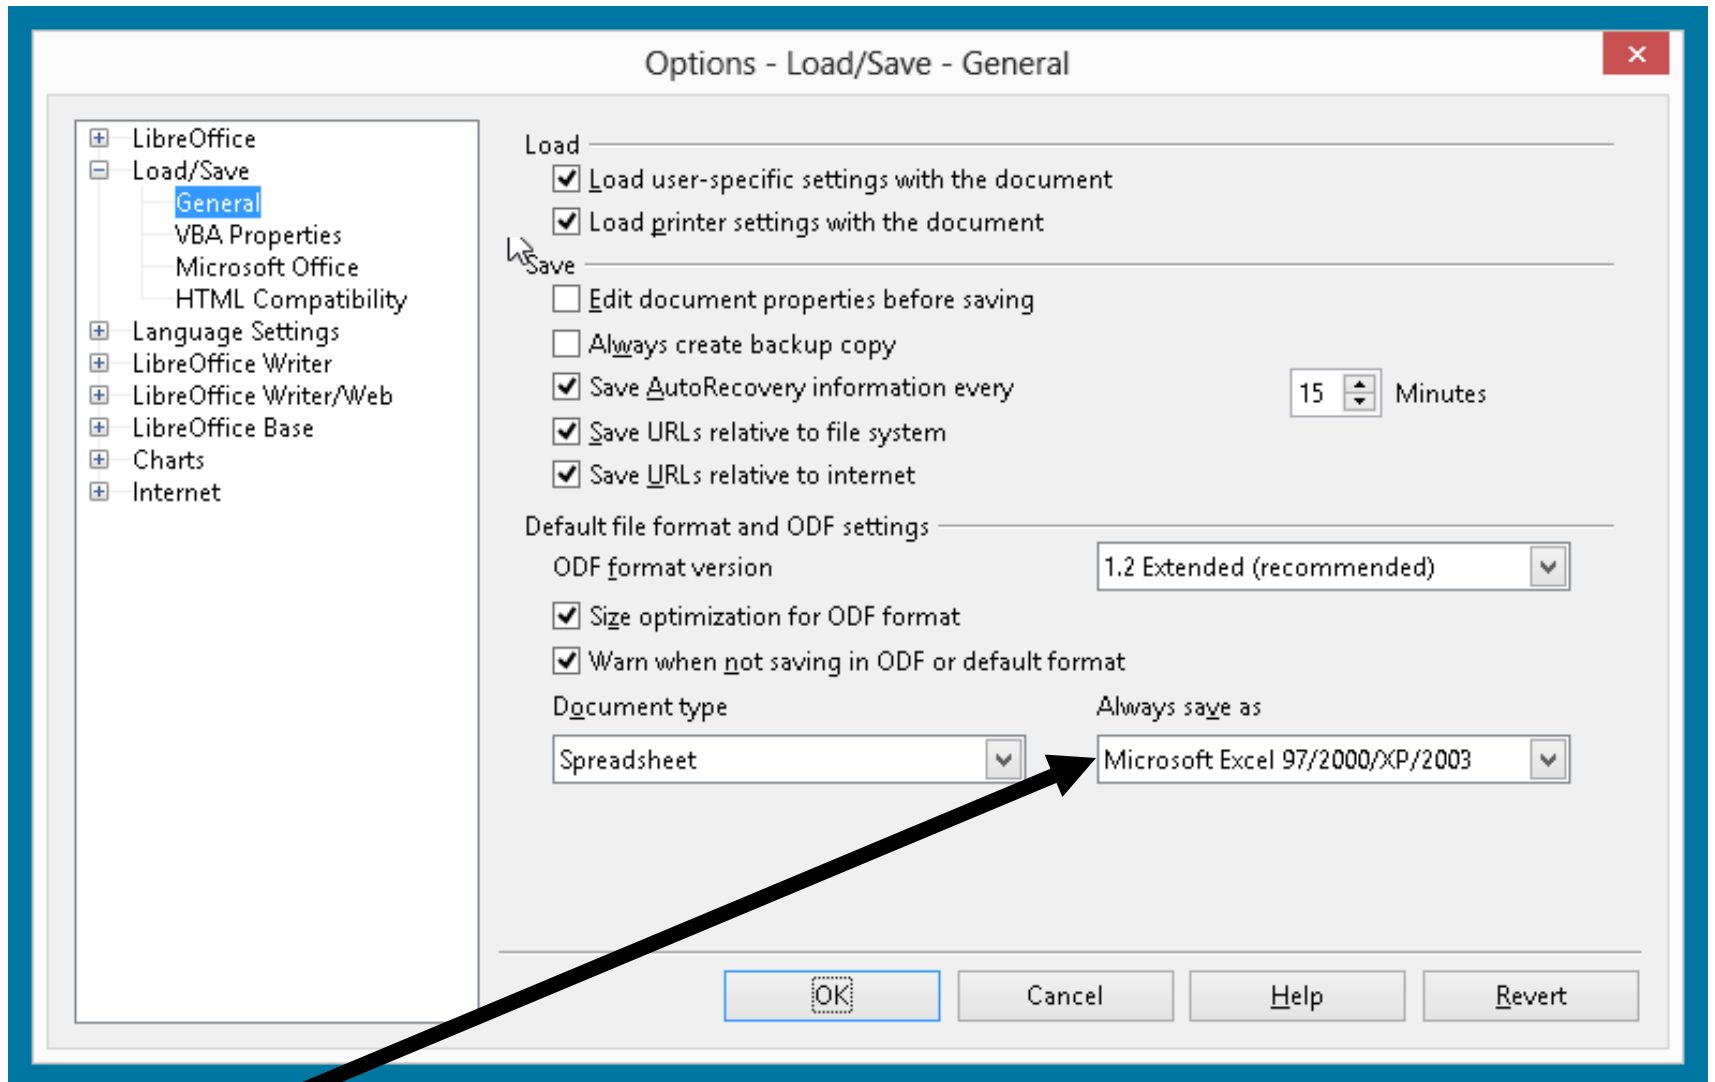 Options - Load/Save - General
LibreOffice
Load/Save
General
VBA Properties
Microsoft Office
HTML Compatibility
Language Settings
LibreOffice Writer
LibreOffice Writer/Web
LibreOffice Base
Charts
Internet
Load
Load user-specific settings with the document
Load printer settings with the document
Save
Edit document properties before saving
Always create backup copy
Save AutoRecovery information every 15 Minutes
Save URLs relative to file system
Save URLs relative to internet
Default file format and ODF settings
ODF format version 1.2 Extended (recommended)
Size optimization for ODF format
Warn when not saving in ODF or default format
Document type Always save as
Spreadsheet Microsoft Excel 97/2000/XP/2003
OK Cancel Help Revert